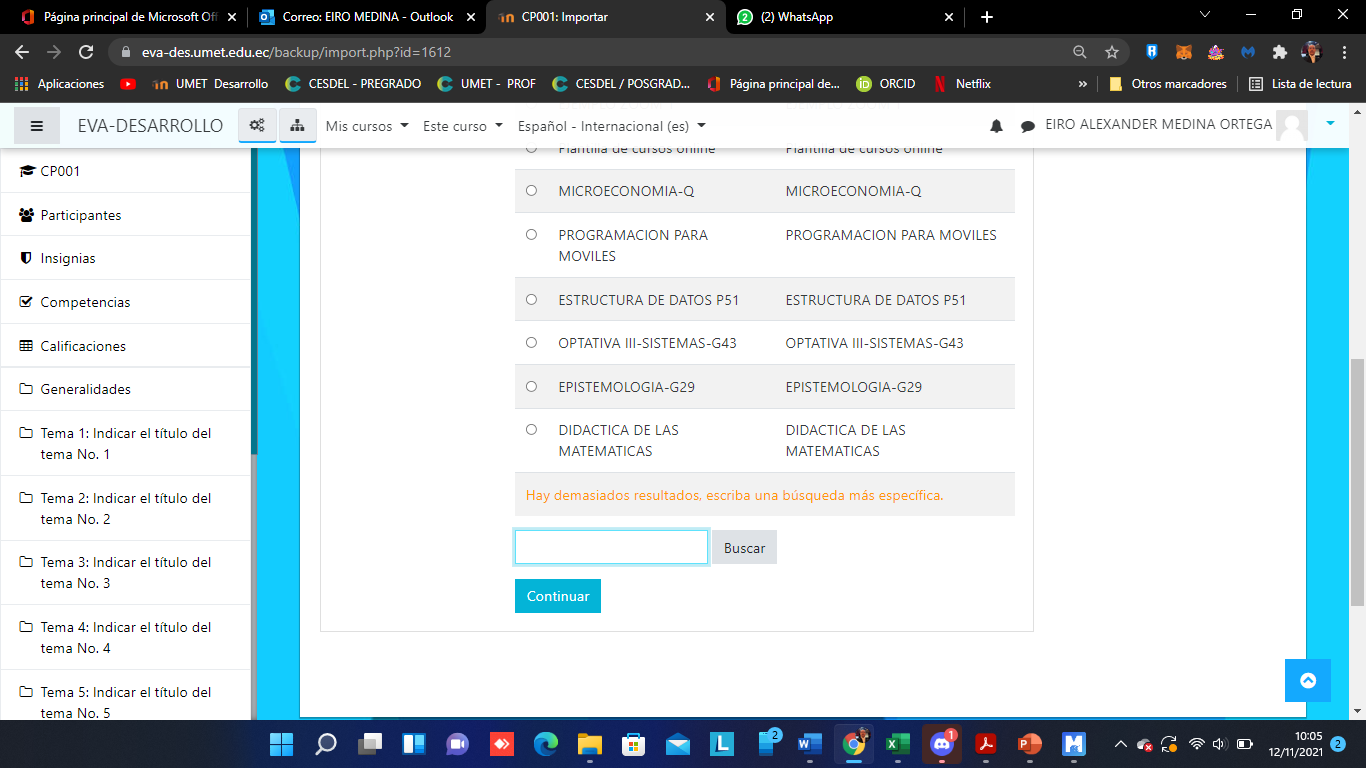 Página principal de Microsoft Off
Correo: EIRO MEDINA - Outlook
CP001: Importar
(2) WhatsApp
eva-des.umet.edu.ec/backup/import.php?id=1612
Aplicaciones
UMET Desarrollo
CESDEL - PREGRADO
UMET - PROF
CESDEL / POSGRAD...
Página principal de...
ORCID
Netflix
»
Otros marcadores
Lista de lectura
EVA-DESARROLLO
Mis cursos
Este curso
Español - Internacional (es)
EIRO ALEXANDER MEDINA ORTEGA
CP001
Participantes
Insignias
Competencias
Calificaciones
Generalidades
Tema 1: Indicar el título del
tema No. 1
Tema 2: Indicar el título del
tema No. 2
Tema 3: Indicar el título del
tema No. 3
Tema 4: Indicar el título del
tema No. 4
Tema 5: Indicar el título del
tema No. 5
Plantilla de cursos online
Plantilla de cursos online
MICROECONOMIA-Q
MICROECONOMIA-Q
PROGRAMACION PARA
MOVILES
PROGRAMACION PARA MOVILES
ESTRUCTURA DE DATOS P51
ESTRUCTURA DE DATOS P51
OPTATIVA III-SISTEMAS-G43
OPTATIVA III-SISTEMAS-G43
EPISTEMOLOGIA-G29
EPISTEMOLOGIA-G29
DIDACTICA DE LAS
MATEMATICAS
DIDACTICA DE LAS
MATEMATICAS
Hay demasiados resultados, escriba una búsqueda más específica.
Buscar
Continuar
2
1
10:05
12/11/2021
2